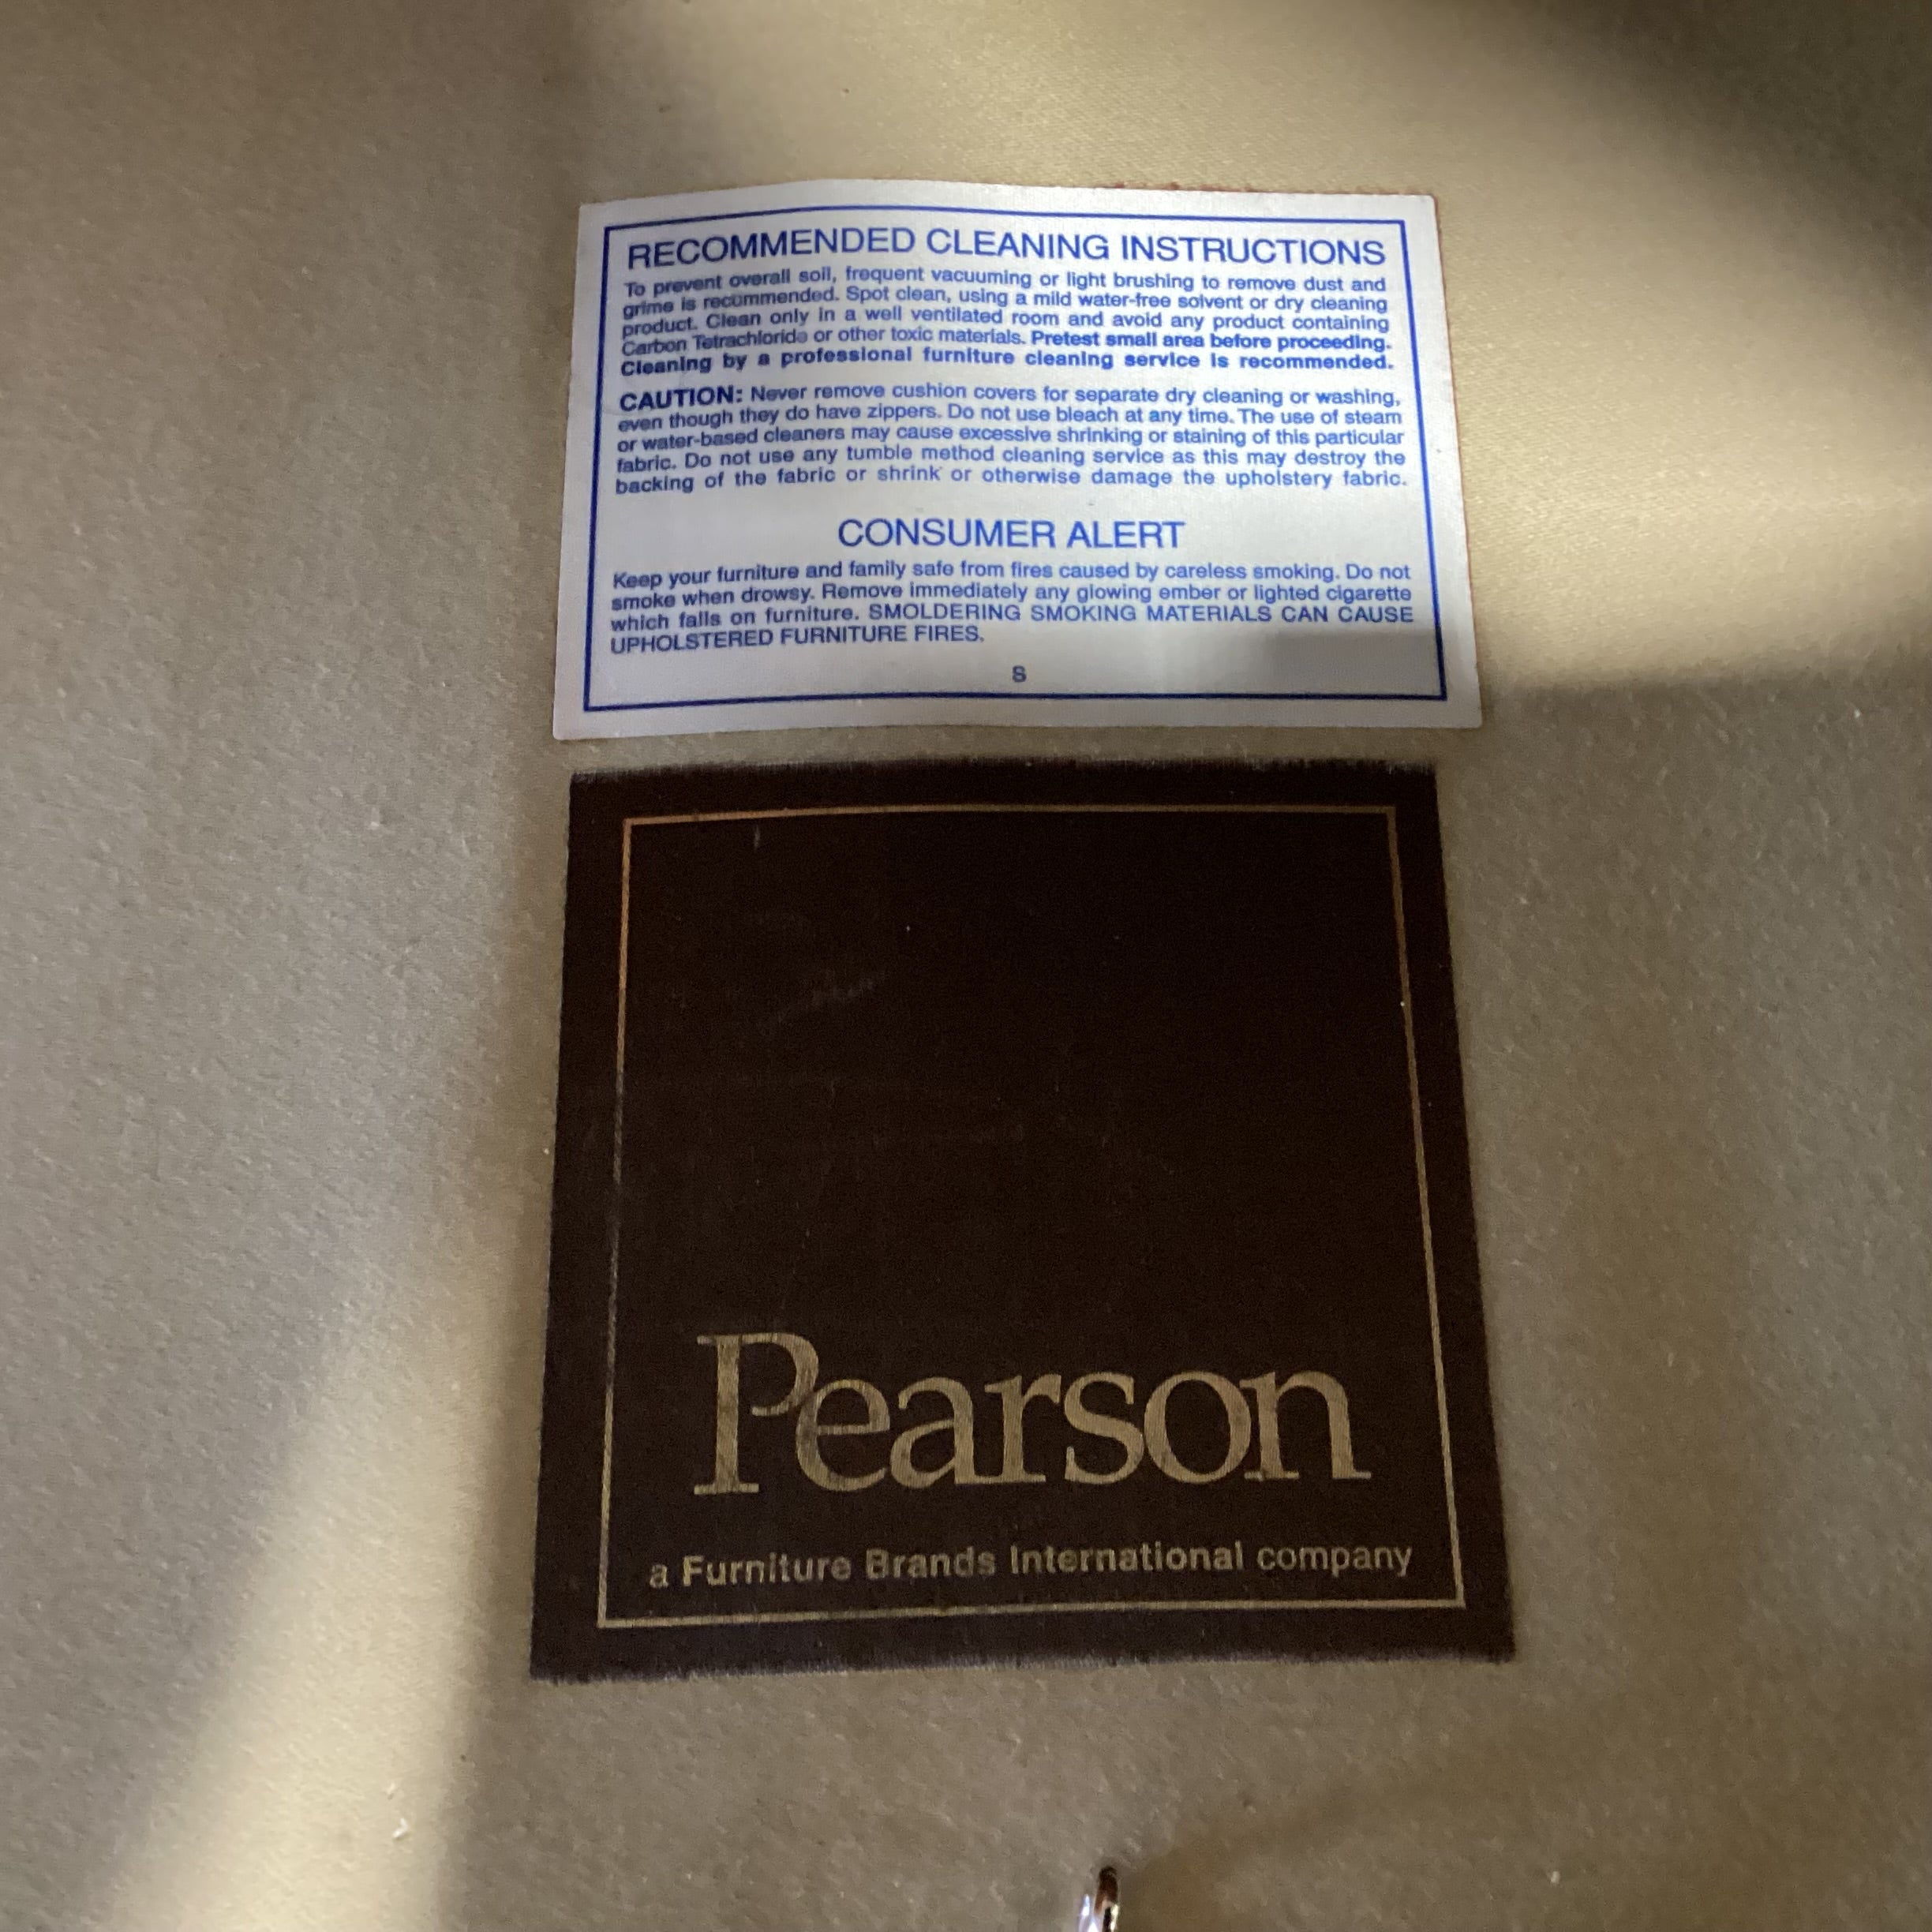 RECOMMENDED CLEANING INSTRUCTIONS
To prevent overall soil, frequent vacuuming or light brushing to remove dust and
grime is recommended. Spot clean, using a mild water-free solvent or dry cleaning
product. Clean only in a well ventilated room and avoid any product containing
Carbon Tetrachloride or other toxic materials. Pretest small area before proceeding.
Cleaning by a professional furniture cleaning service is recommended.
CAUTION: Never remove cushion covers for separate dry cleaning or washing,
even though they do have zippers. Do not use bleach at any time. The use of steam
or water-based cleaners may cause excessive shrinking or staining of this particular
fabric. Do not use any tumble method cleaning service as this may destroy the
backing of the fabric or shrink or otherwise damage the upholstery fabric.
CONSUMER ALERT
Keep your furniture and family safe from fires caused by careless smoking. Do not
smoke when drowsy. Remove immediately any glowing ember or lighted cigarette
which falls on furniture. SMOLDERING SMOKING MATERIALS CAN CAUSE
UPHOLSTERED FURNITURE FIRES.
S
Pearson
a Furniture Brands International company